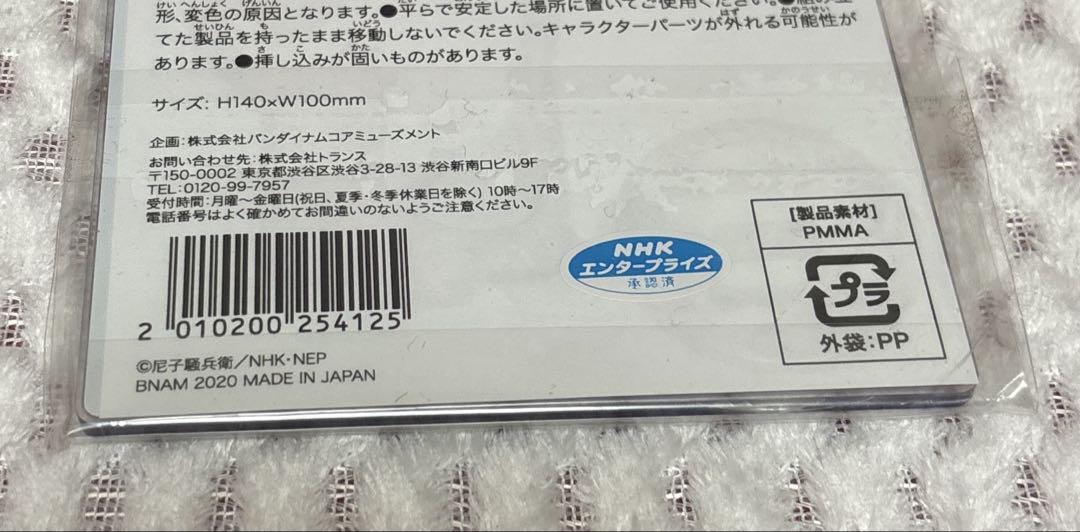 形、変色の原因となります。●平らで安定した場所に置いてご使用ください。●組み立
てた製品を持ったまま移動しないでください。キャラクターパーツが外れる可能性が
あります。●挿し込みが固いものがあります。
サイズ: H140×W100mm
企画:株式会社バンダイナムコアミューズメント
お問い合わせ先:株式会社トランス
〒150-0002 東京都渋谷区渋谷3-28-13 渋谷新南口ビル9F
TEL:0120-99-7957
受付時間:月曜~金曜日(祝日、夏季・冬季休業日を除く) 10時~17時
電話番号はよく確かめてお間違いのないようご注意ください。
2 010200 254125
©尼子騒兵衛/NHK・NEP
BNAM 2020 MADE IN JAPAN
NHK
エンタープライズ
承認済
[製品素材]
PMMA
プラ
外袋:PP